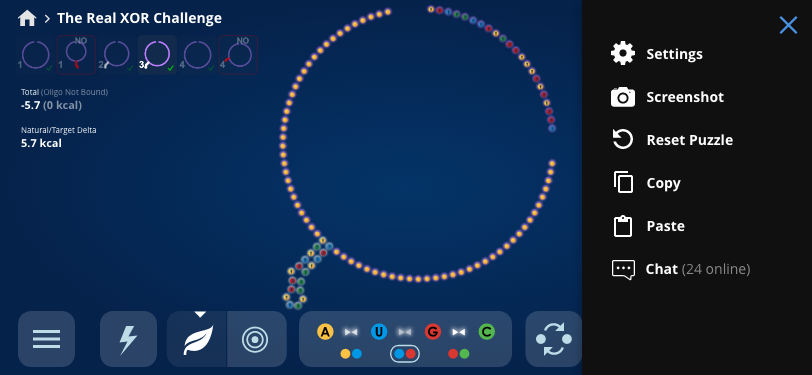 The Real XOR Challenge
NO NO
1 1 2 3 4 4
Total (Oligo Not Bound)
-5.7 (0 kcal)
Natural/Target Delta
5.7 kcal
A U G C
Settings
Screenshot
Reset Puzzle
Copy
Paste
Chat (24 online)